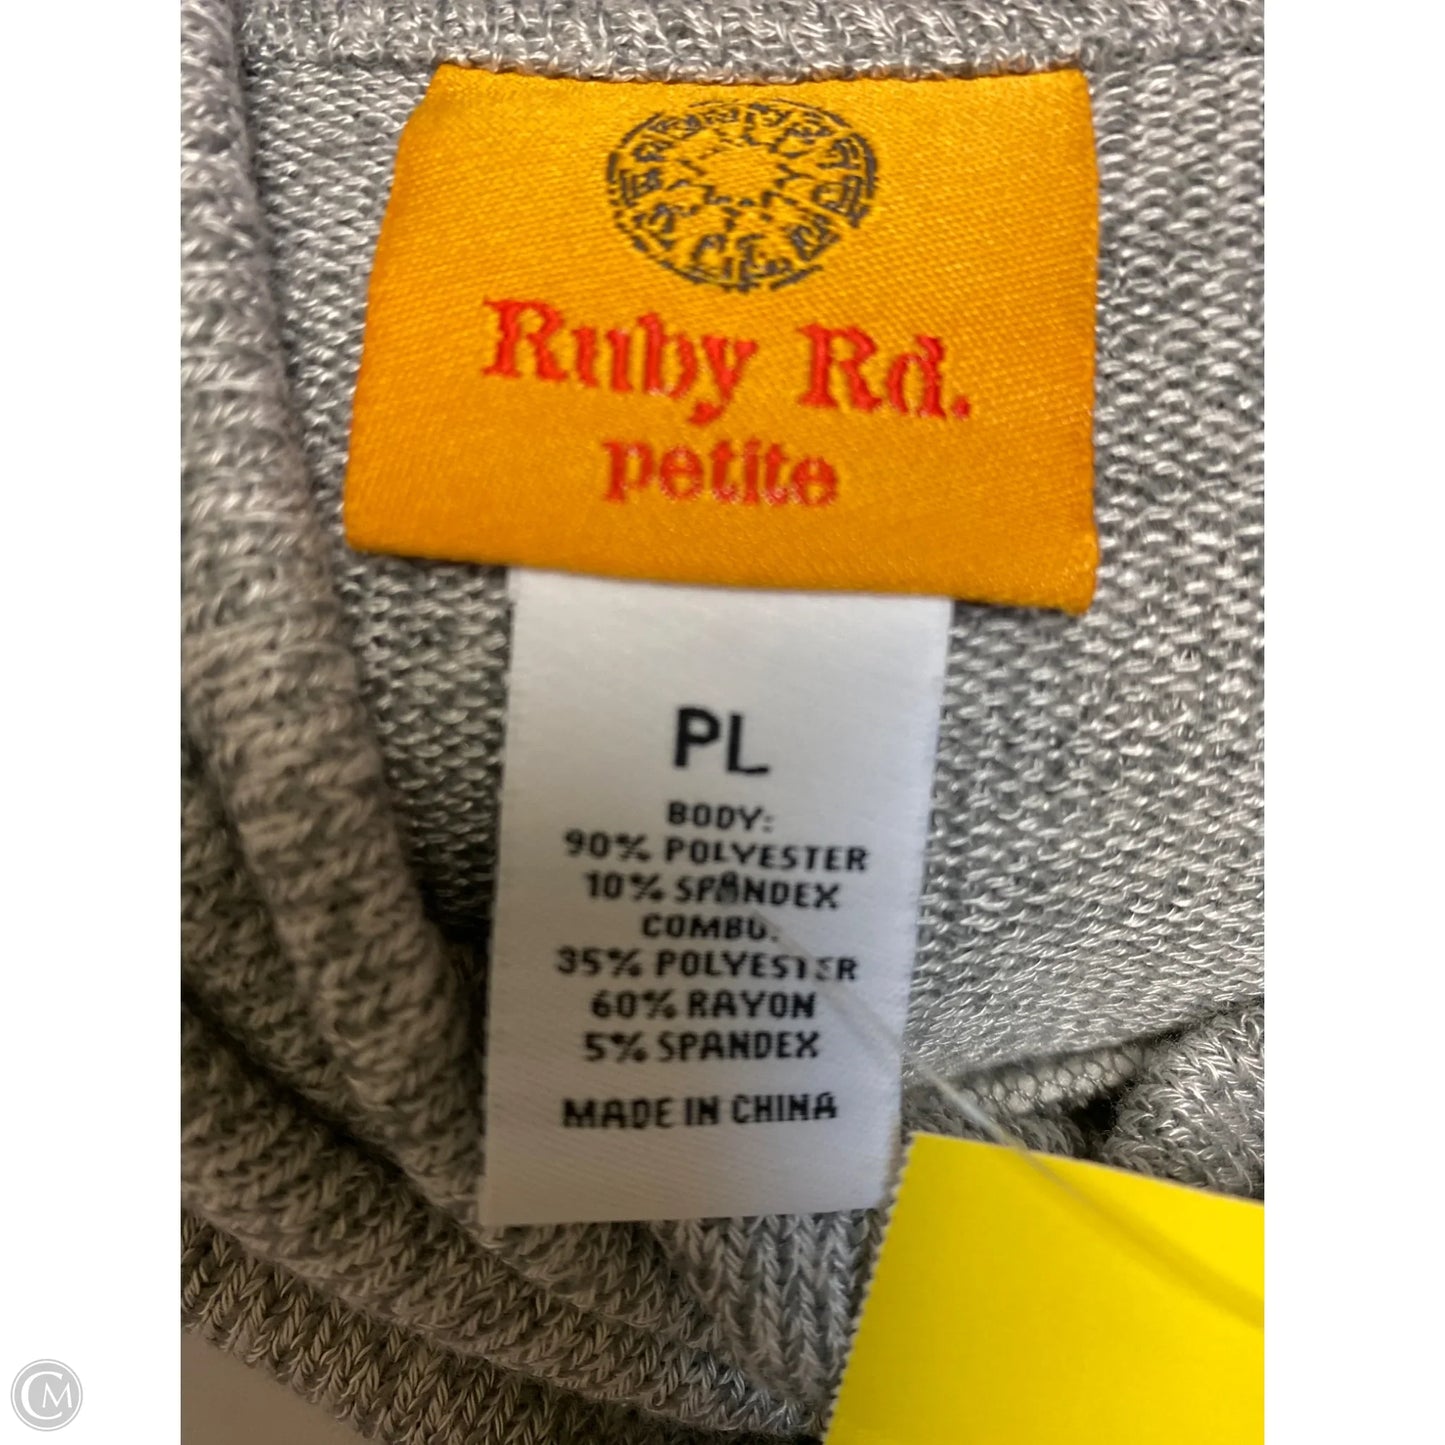 Ruby Rd.
petite
PL
BODY:
90% POLYESTER
10% SPANDEX
COMBO:
35% POLYESTER
60% RAYON
5% SPANDEX
MADE IN CHINA
CM